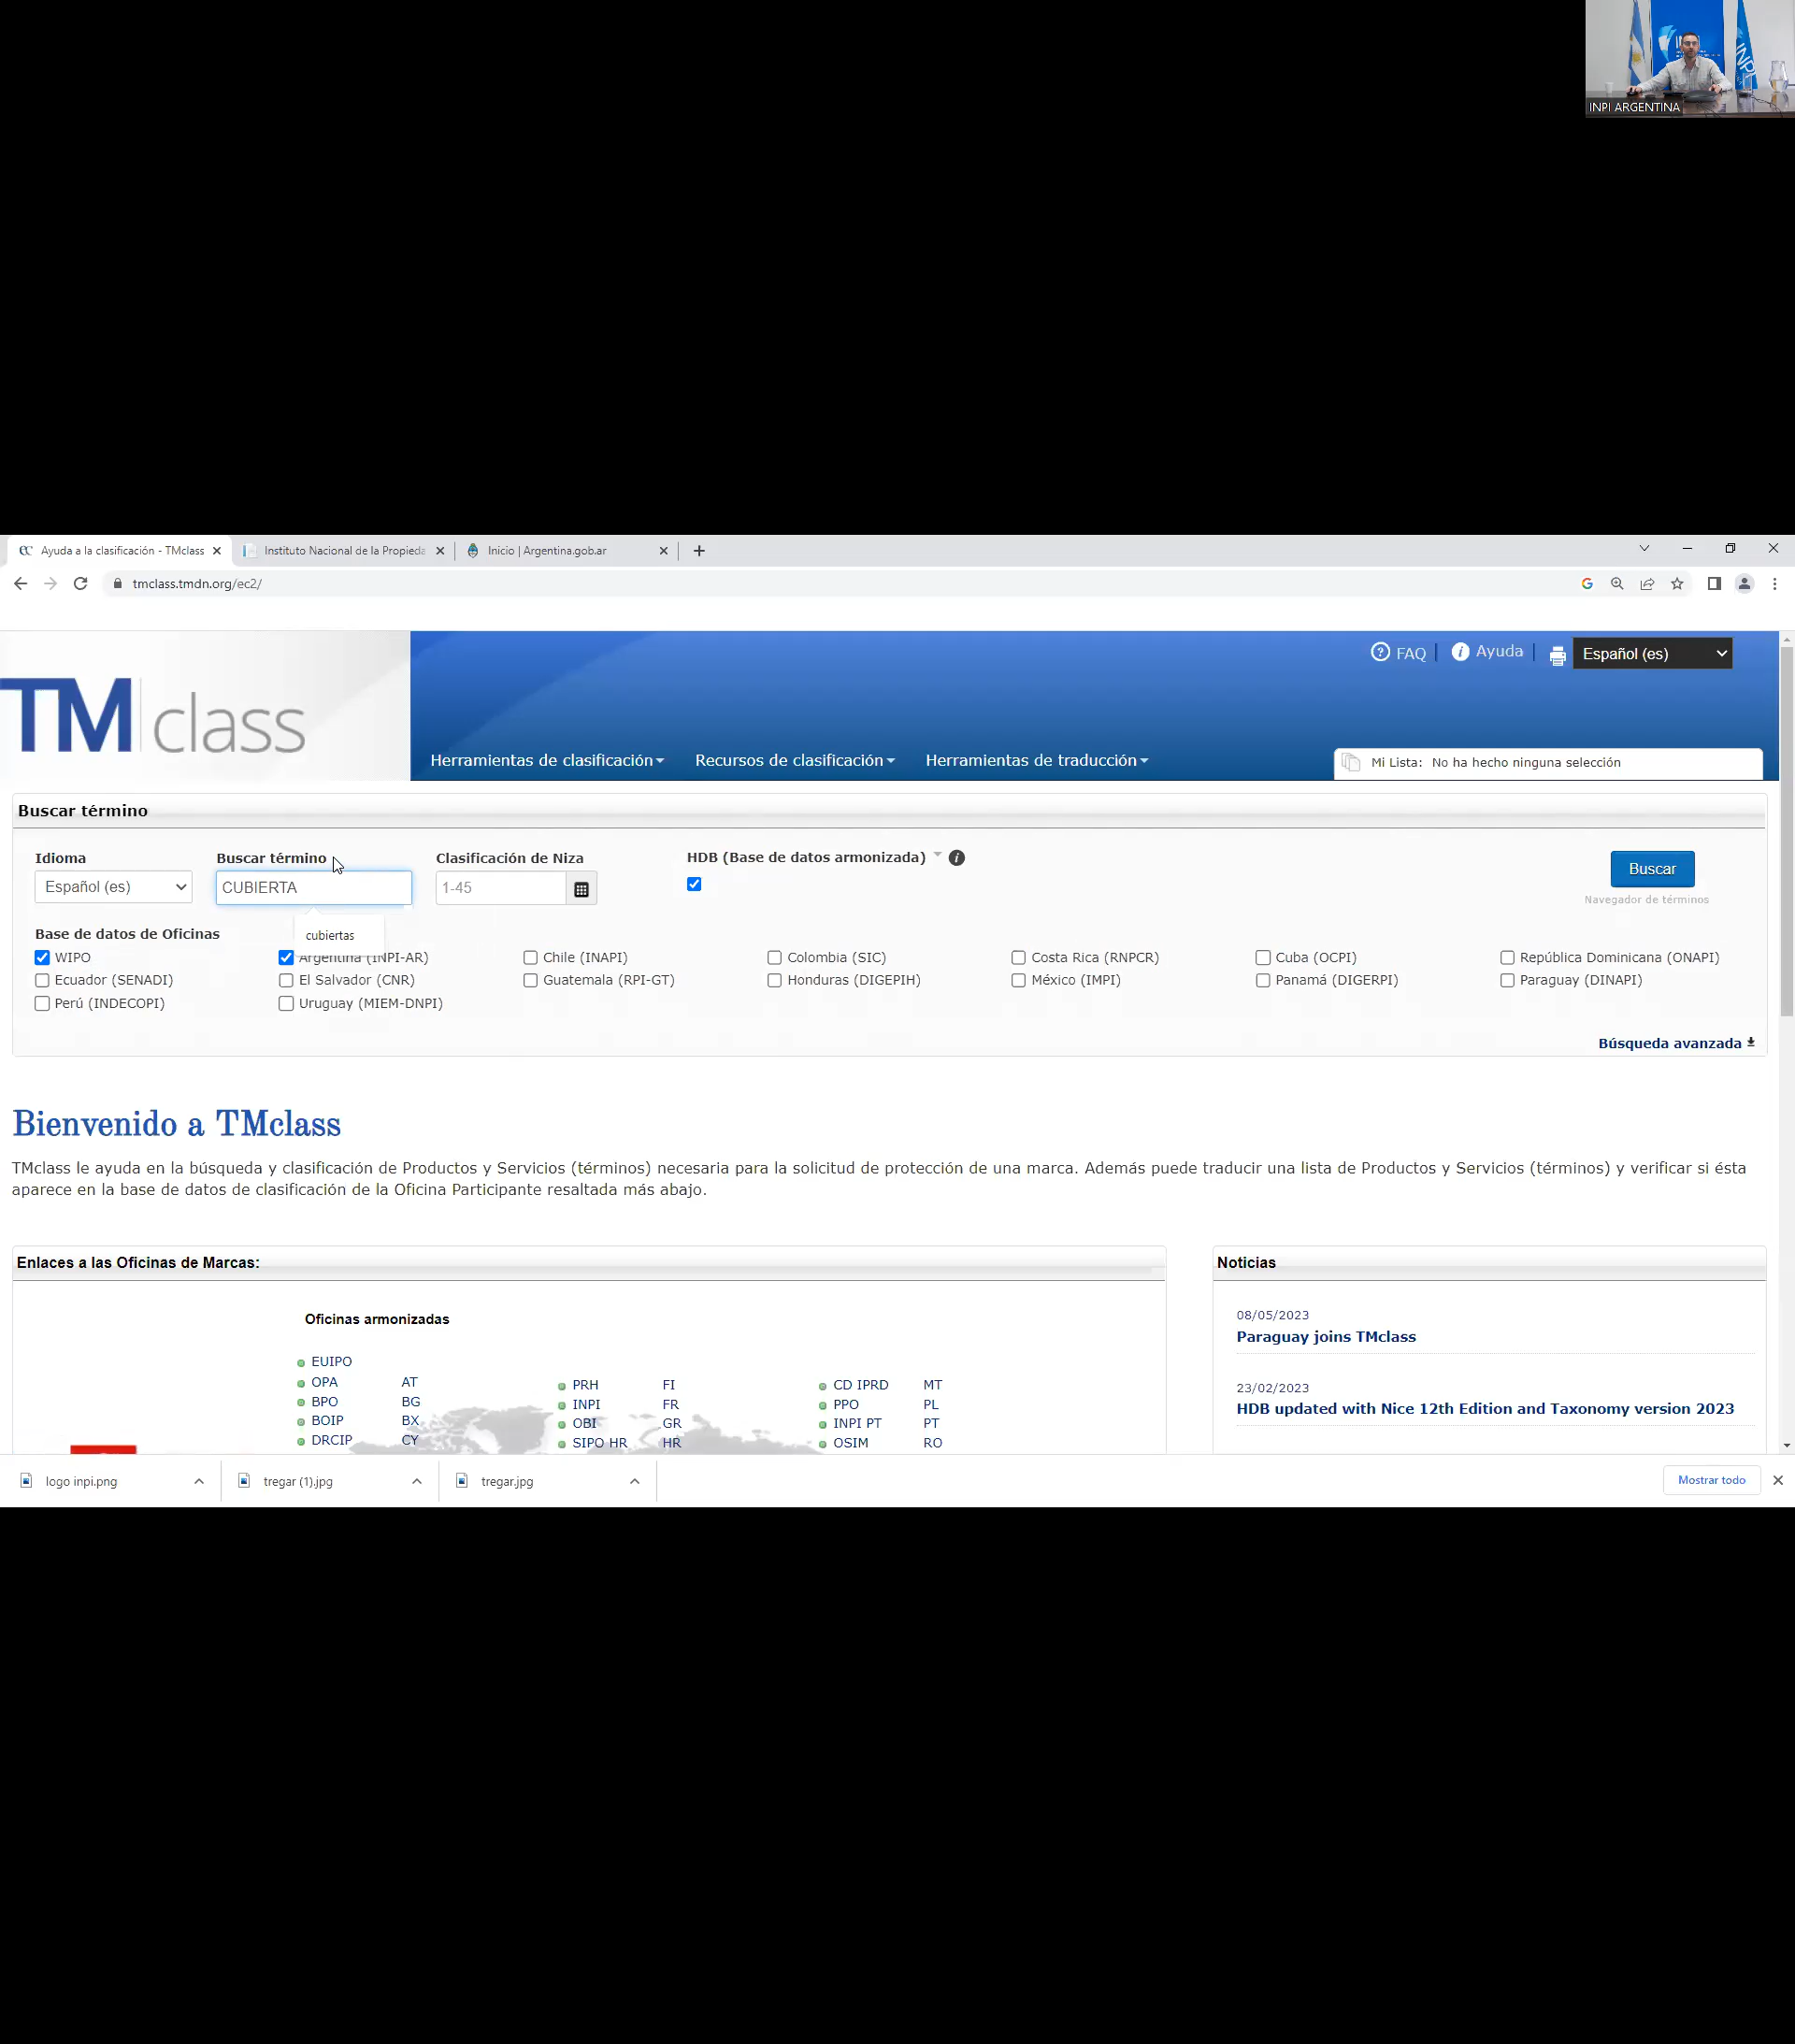 INPI
INPI ARGENTINA
Ayuda a la clasificación - TMclass
Instituto Nacional de la Propieda
Inicio | Argentina.gob.ar
tmclass.tmdn.org/ec2/
TM class
FAQ
Ayuda
Español (es)
Herramientas de clasificación
Recursos de clasificación
Herramientas de traducción
Mi Lista: No ha hecho ninguna selección
Buscar término
Idioma
Buscar término
Clasificación de Niza
HDB (Base de datos armonizada)
Español (es)
CUBIERTA
1-45
Buscar
Navegador de términos
cubiertas
Base de datos de Oficinas
WIPO
Argentina (INPI-AR)
Chile (INAPI)
Colombia (SIC)
Costa Rica (RNPCR)
Cuba (OCPI)
República Dominicana (ONAPI)
Ecuador (SENADI)
El Salvador (CNR)
Guatemala (RPI-GT)
Honduras (DIGEPIH)
México (IMPI)
Panamá (DIGERPI)
Paraguay (DINAPI)
Perú (INDECOPI)
Uruguay (MIEM-DNPI)
Búsqueda avanzada
Bienvenido a TMclass
TMclass le ayuda en la búsqueda y clasificación de Productos y Servicios (términos) necesaria para la solicitud de protección de una marca. Además puede traducir una lista de Productos y Servicios (términos) y verificar si ésta
aparece en la base de datos de clasificación de la Oficina Participante resaltada más abajo.
Enlaces a las Oficinas de Marcas:
Oficinas armonizadas
EUIPO
OPA AT
BPO BG
BOIP BX
DRCIP CY
PRH FI
INPI FR
OBI GR
SIPO HR HR
CD IPRD MT
PPO PL
INPI PT PT
OSIM RO
Noticias
08/05/2023
Paraguay joins TMclass
23/02/2023
HDB updated with Nice 12th Edition and Taxonomy version 2023
logo inpi.png
tregar (1).jpg
tregar.jpg
Mostrar todo